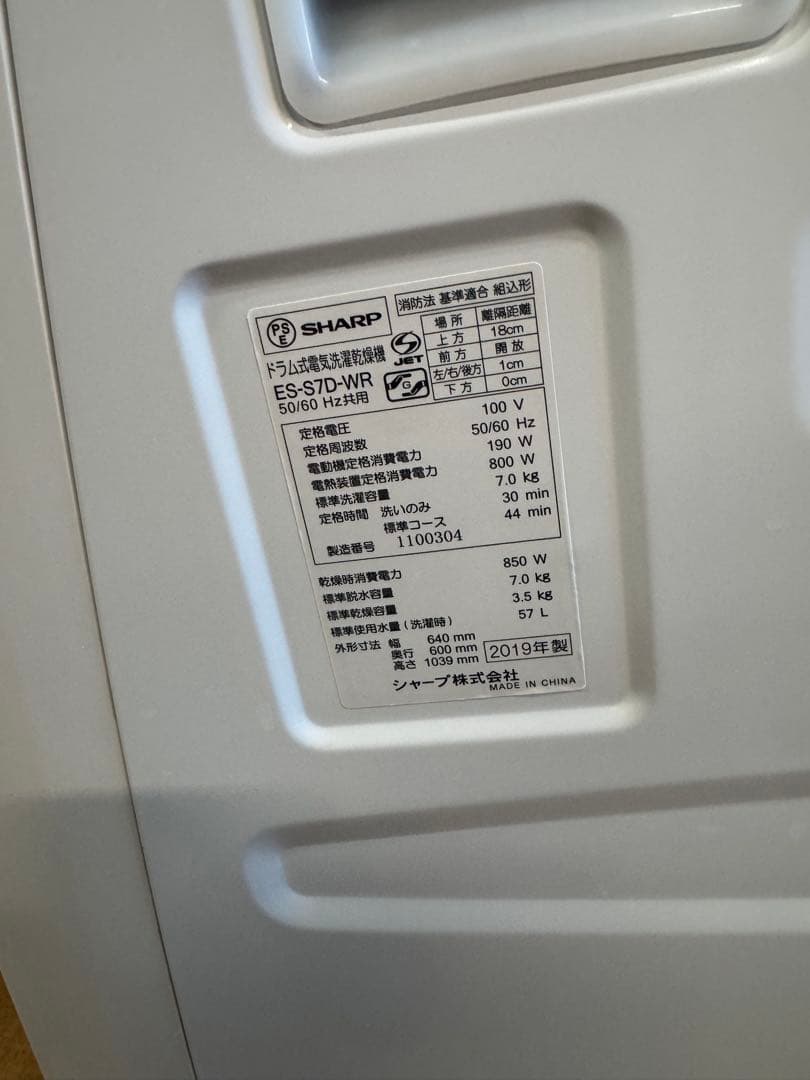 PS E SHARP
消防法 基準適合 組込形
場所 離隔距離
上方 18cm
前方 開放
左/右/後方 1cm
下方 0cm
ドラム式電気洗濯乾燥機
JET
ES-S7D-WR
G
50/60 Hz共用
定格電圧 100 V
定格周波数 50/60 Hz
電動機定格消費電力 190 W
電熱装置定格消費電力 800 W
標準洗濯容量 7.0 kg
定格時間 洗いのみ 30 min
標準コース 44 min
製造番号 1100304
乾燥時消費電力 850 W
標準脱水容量 7.0 kg
標準乾燥容量 3.5 kg
標準使用水量(洗濯時) 57 L
外形寸法 幅 640 mm
奥行 600 mm
高さ 1039 mm
2019年製
シャープ株式会社
MADE IN CHINA